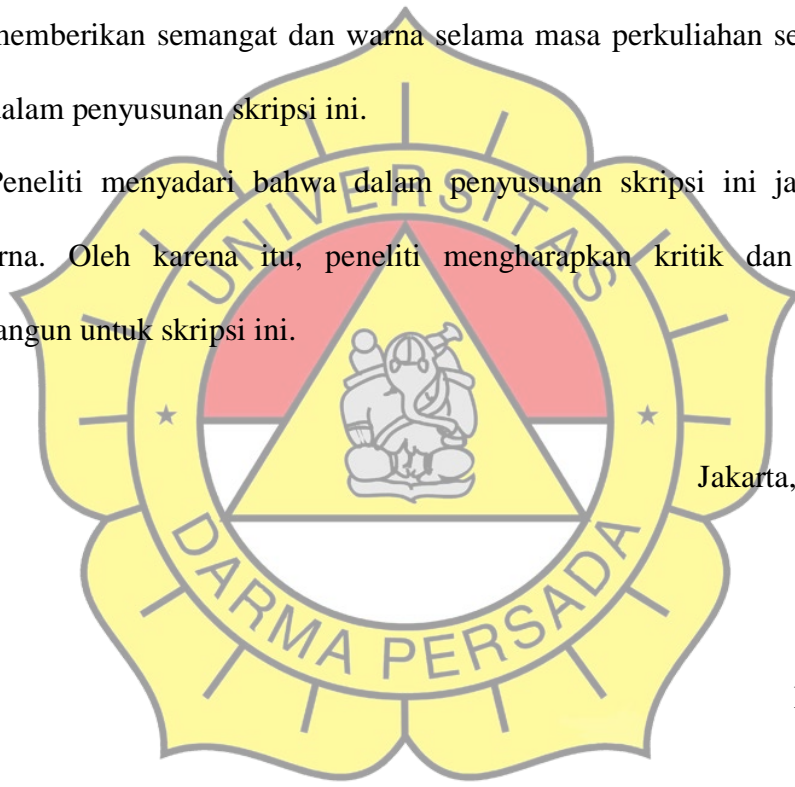 memberikan semangat dan warna selama masa perkuliahan se
dalam penyusunan skripsi ini.
Peneliti menyadari bahwa dalam penyusunan skripsi ini ja
rna. Oleh karena itu, peneliti mengharapkan kritik dan
angun untuk skripsi ini.
UNIVERSITAS
Jakarta,
DARMA PERSADA